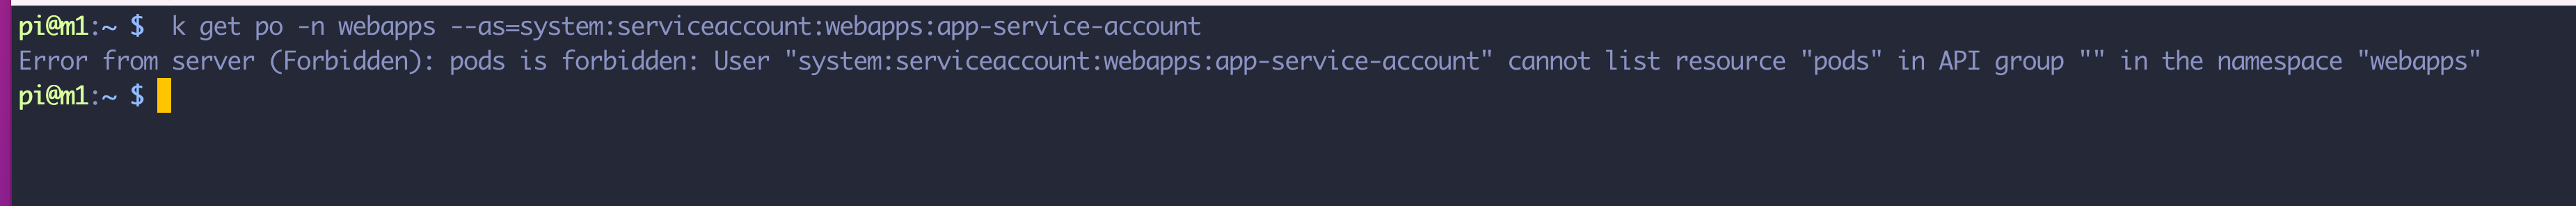 pi@m1:~ $  k get po -n webapps --as=system:serviceaccount:webapps:app-service-account
Error from server (Forbidden): pods is forbidden: User "system:serviceaccount:webapps:app-service-account" cannot list resource "pods" in API group "" in the namespace "webapps"
pi@m1:~ $